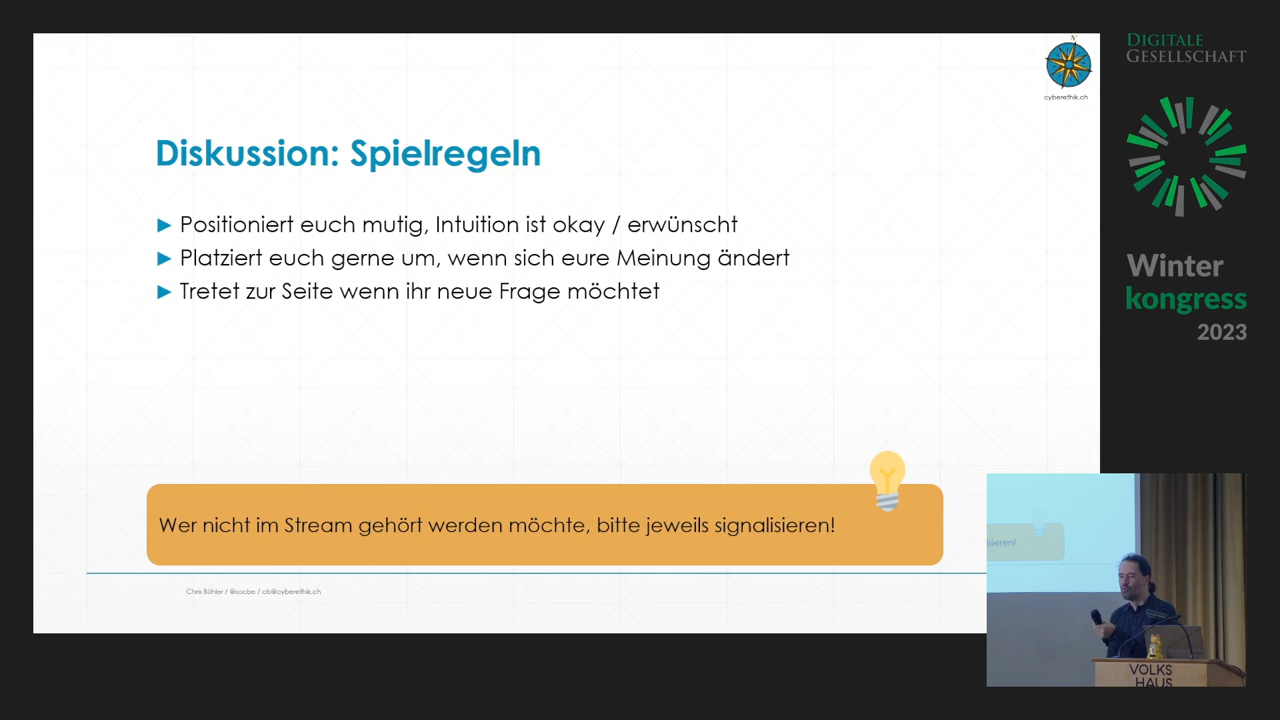 N
cyberethik.ch
Diskussion: Spielregeln
► Positioniert euch mutig, Intuition ist okay / erwünscht
► Platziert euch gerne um, wenn sich eure Meinung ändert
► Tretet zur Seite wenn ihr neue Frage möchtet
Wer nicht im Stream gehört werden möchte, bitte jeweils signalisieren!
Chris Bühler / @socbe / cb@cyberethik.ch
DIGITALE
GESELLSCHAFT
Winter
kongress
2023
isieren!
VOLKS
HAUS